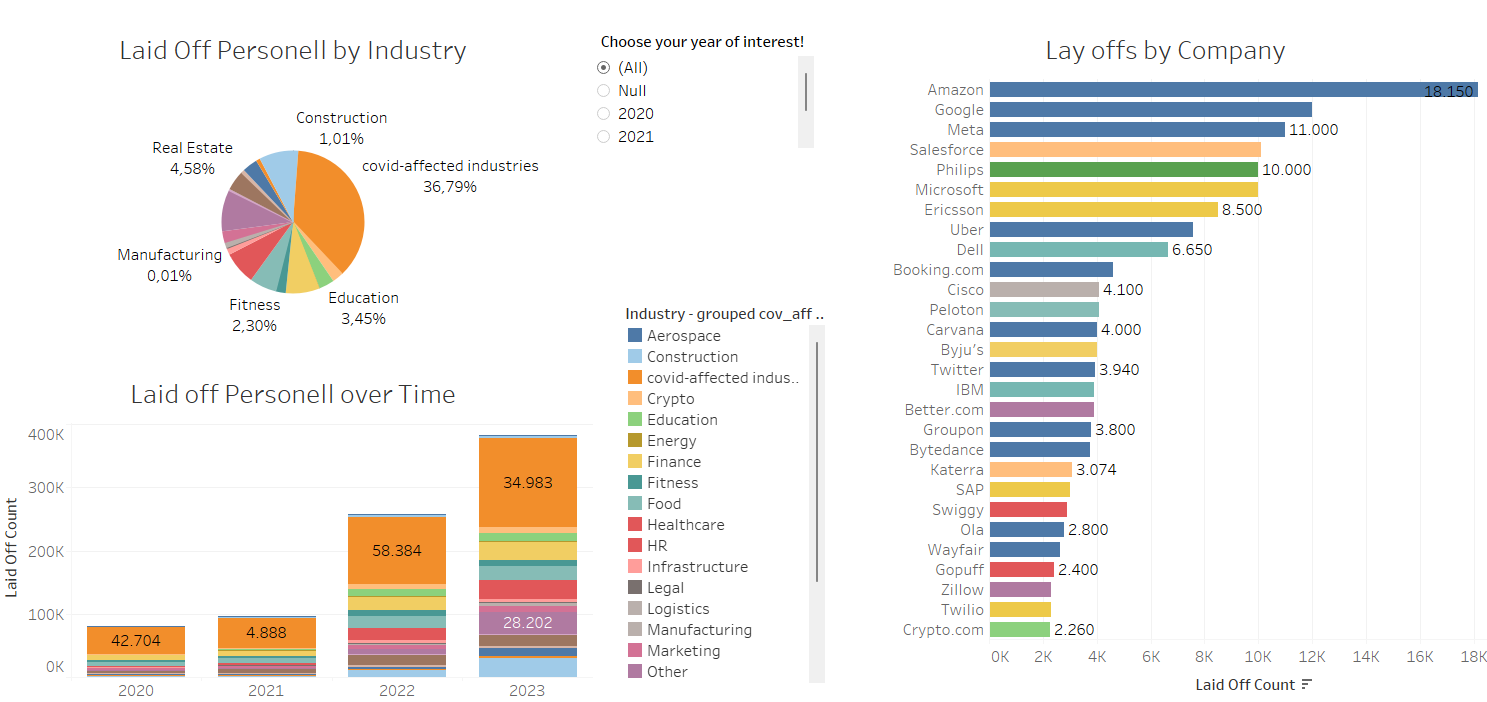 Laid Off Personell by Industry
Construction
1,01%
Real Estate
4,58%
covid-affected industries
36,79%
Manufacturing
0,01%
Fitness
2,30%
Education
3,45%
Choose your year of interest!
(All)
Null
2020
2021
Laid off Personell over Time
Laid Off Count
400K
300K
200K
100K
0K
42.704
4.888
58.384
34.983
28.202
2020
2021
2022
2023
Industry - grouped cov_aff ..
Aerospace
Construction
covid-affected indus..
Crypto
Education
Energy
Finance
Fitness
Food
Healthcare
HR
Infrastructure
Legal
Logistics
Manufacturing
Marketing
Other
Lay offs by Company
Amazon 18.150
Google
Meta 11.000
Salesforce
Philips 10.000
Microsoft
Ericsson 8.500
Uber
Dell 6.650
Booking.com
Cisco 4.100
Peloton
Carvana 4.000
Byju's
Twitter 3.940
IBM
Better.com
Groupon 3.800
Bytedance
Katerra 3.074
SAP
Swiggy
Ola 2.800
Wayfair
Gopuff 2.400
Zillow
Twilio
Crypto.com 2.260
0K 2K 4K 6K 8K 10K 12K 14K 16K 18K
Laid Off Count